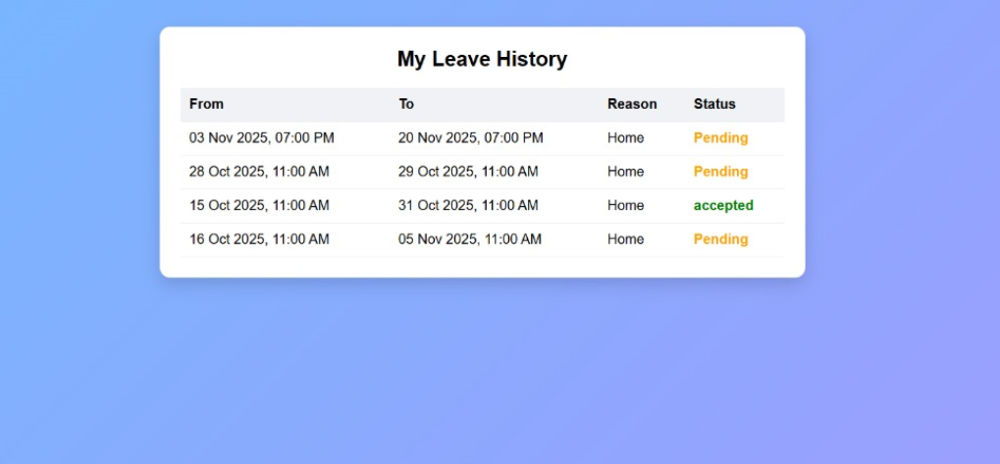 My Leave History
From To Reason Status
03 Nov 2025, 07:00 PM 20 Nov 2025, 07:00 PM Home Pending
28 Oct 2025, 11:00 AM 29 Oct 2025, 11:00 AM Home Pending
15 Oct 2025, 11:00 AM 31 Oct 2025, 11:00 AM Home accepted
16 Oct 2025, 11:00 AM 05 Nov 2025, 11:00 AM Home Pending